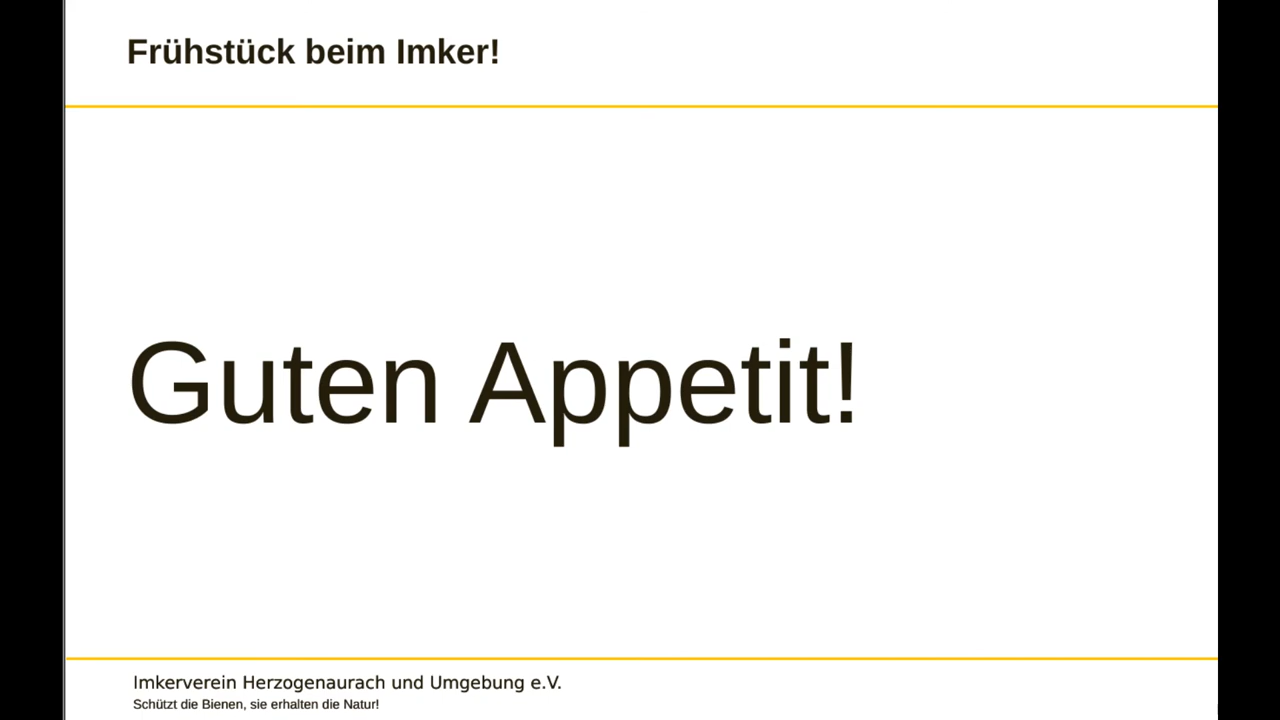 Frühstück beim Imker!
Guten Appetit!
Imkerverein Herzogenaurach und Umgebung e.V.
Schützt die Bienen, sie erhalten die Natur!